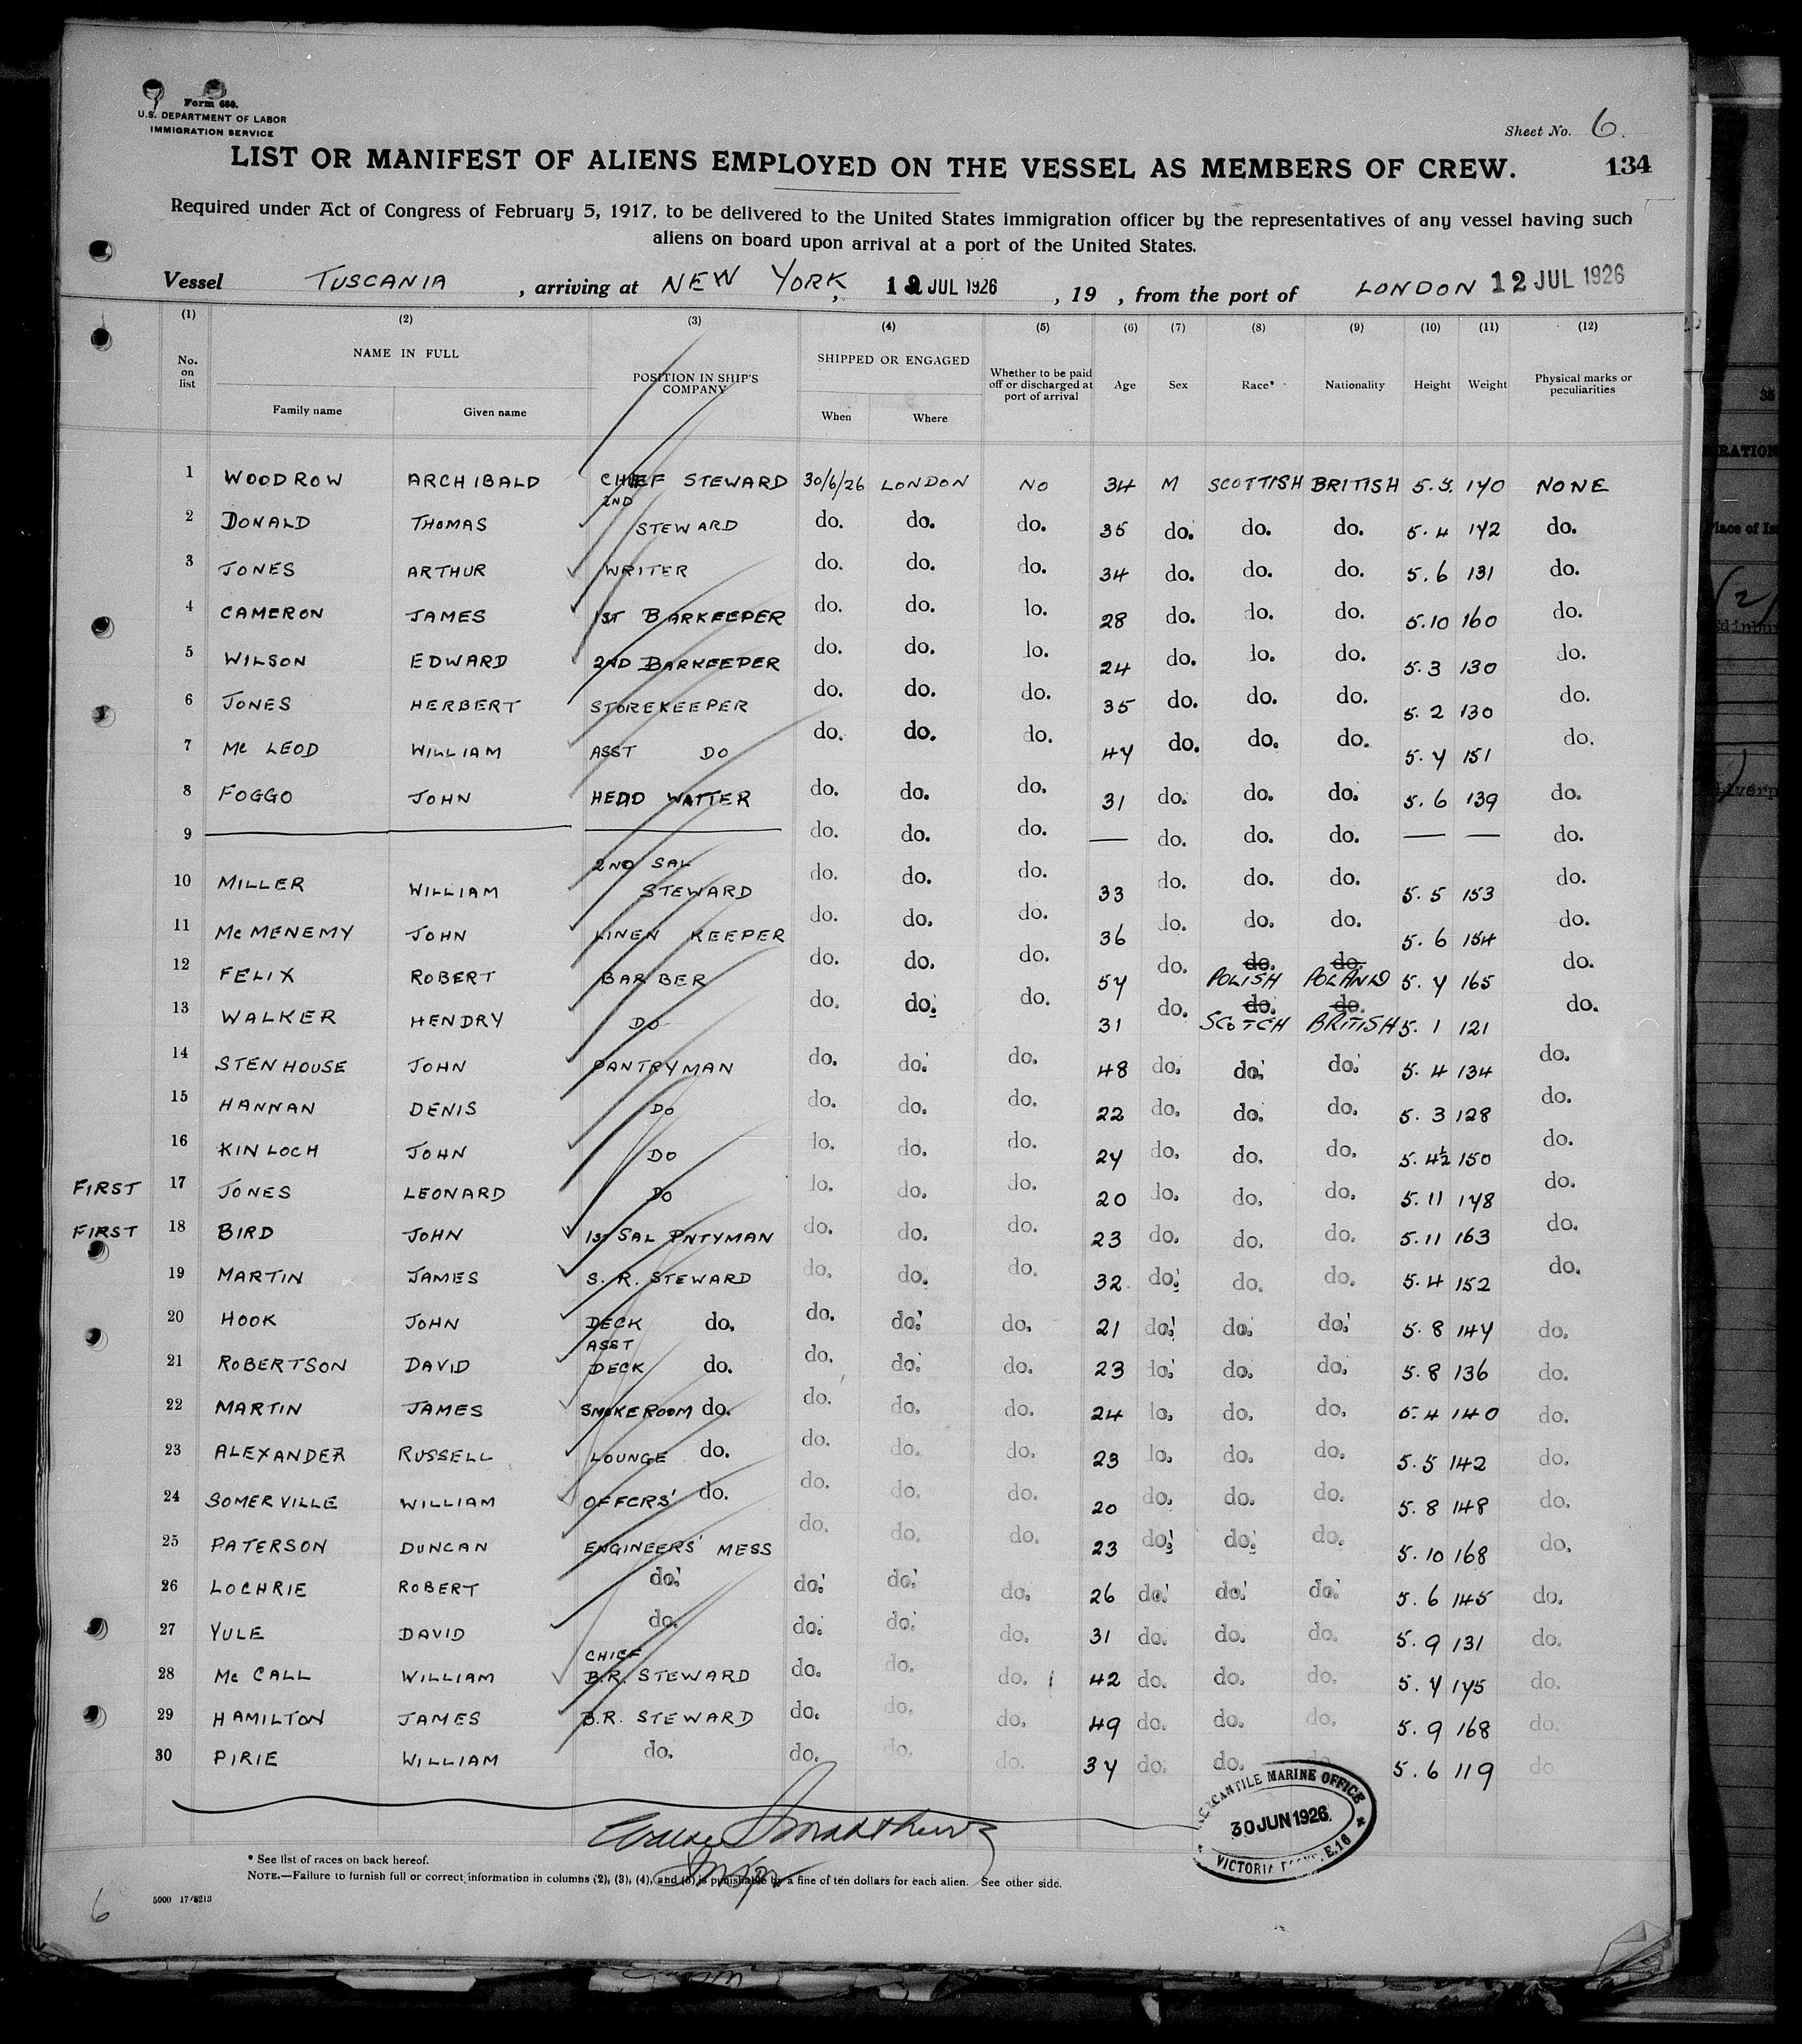 Form 680.
U.S. DEPARTMENT OF LABOR
IMMIGRATION SERVICE
Sheet No. 6.
LIST OR MANIFEST OF ALIENS EMPLOYED ON THE VESSEL AS MEMBERS OF CREW.
134
Required under Act of Congress of February 5, 1917, to be delivered to the United States immigration officer by the representatives of any vessel having such
aliens on board upon arrival at a port of the United States.
Vessel TUSCANIA , arriving at NEW YORK, 12 JUL 1926 , 19 , from the port of LONDON 12 JUL 1926
(1) (2) (3) (4) (5) (6) (7) (8) (9) (10) (11) (12)
No. on list NAME IN FULL POSITION IN SHIP'S COMPANY SHIPPED OR ENGAGED Whether to be paid off or discharged at port of arrival Age Sex Race* Nationality Height Weight Physical marks or peculiarities
Family name Given name When Where
1 WOODROW ARCHIBALD CHIEF STEWARD 30/6/26 LONDON NO 34 M SCOTTISH BRITISH 5.5. 140 NONE
2 DONALD THOMAS 2ND STEWARD do. do. do. 35 do. do. do. 5.4 142 do.
3 JONES ARTHUR WRITER do. do. do. 34 do. do. do. 5.6 131 do.
4 CAMERON JAMES 1ST BARKEEPER do. do. lo. 28 do. do. do. 5.10 160 do.
5 WILSON EDWARD 2ND BARKEEPER do. do. lo. 24 do. lo. do. 5.3 130 do.
6 JONES HERBERT STOREKEEPER do. do. do. 35 do. do. do. 5.2 130 do.
7 Mc LEOD WILLIAM ASST DO do. do. do. 47 do. do. do. 5.7 151 do.
8 FOGGO JOHN HEAD WAITER do. do. do. 31 do. do. do. 5.6 139 do.
9 — — — do. do. do. — do. do. do. — — do.
10 MILLER WILLIAM 2ND SAL STEWARD do. do. do. 33 do. do. do. 5.5 153 do.
11 McMENEMY JOHN LINEN KEEPER do. do. do. 36 lo. do. do. 5.6 154 do.
12 FELIX ROBERT BARBER do. do. do. 57 do. do. POLISH do. POLAND 5.7 165 do.
13 WALKER HENDRY DO do. do. do. 31 do. do. SCOTCH do. BRITISH 5.1 121 do.
14 STENHOUSE JOHN PANTRYMAN do. do. do. 48 do. do. do. 5.4 134 do.
15 HANNAN DENIS DO do. do. do. 22 do. do. do. 5.3 128 do.
16 KINLOCH JOHN DO lo. do. do. 27 do. do. do. 5.4½ 150 do.
FIRST 17 JONES LEONARD DO lo. do. do. 20 lo. do. do. 5.11 178 do.
FIRST 18 BIRD JOHN 1ST SAL PNTYMAN do. do. do. 23 do. do. do. 5.11 163 do.
19 MARTIN JAMES S.R. STEWARD do. do. do. 32. do. do. do. 5.4 152 do.
20 HOOK JOHN DECK do. do. do. do. 21 do. do. do. 5.8 147 do.
21 ROBERTSON DAVID ASST DECK do. do. do. do. 23 lo. do. do. 5.8 136 do.
22 MARTIN JAMES SMOKEROOM do. do. do. do. 24 lo. do. do. 5.4 140 do.
23 ALEXANDER RUSSELL LOUNGE do. do. do. do. 23 lo. do. do. 5.5 142 do.
24 SOMERVILLE WILLIAM OFFCRS' do. do. do. do. 20 do. do. do. 5.8 148 do.
25 PATERSON DUNCAN ENGINEERS' MESS do. do. do. 23 do. do. do. 5.10 168 do.
26 LOCHRIE ROBERT do. do. do. do. 26 do. do. do. 5.6 145 do.
27 YULE DAVID do. do. do. do. 31 do. do. do. 5.9 131 do.
28 Mc CALL WILLIAM CHIEF B.R. STEWARD do. do. do. 42 do. do. do. 5.7 175 do.
29 HAMILTON JAMES B.R. STEWARD do. do. do. 49 do. do. do. 5.9 168 do.
30 PIRIE WILLIAM do. do. do. do. 37 do. do. do. 5.6 119 do
MERCANTILE MARINE OFFICE
30 JUN 1926
VICTORIA DOCKS, E.16
* See list of races on back hereof.
NOTE.—Failure to furnish full or correct information in columns (2), (3), (4), and (5) is punishable by a fine of ten dollars for each alien. See other side.
6
5000 17/8213